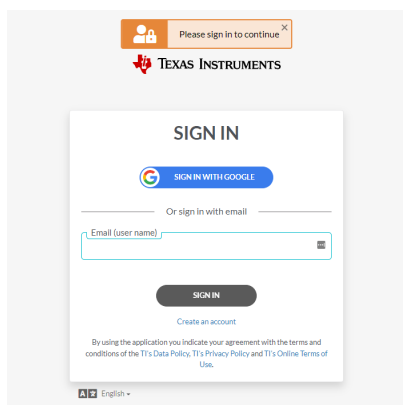 Please sign in to continue ×
TEXAS INSTRUMENTS
SIGN IN
SIGN IN WITH GOOGLE
Or sign in with email
Email (user name)
SIGN IN
Create an account
By using the application you indicate your agreement with the terms and
conditions of the TI's Data Policy, TI's Privacy Policy and TI's Online Terms of
Use.
English